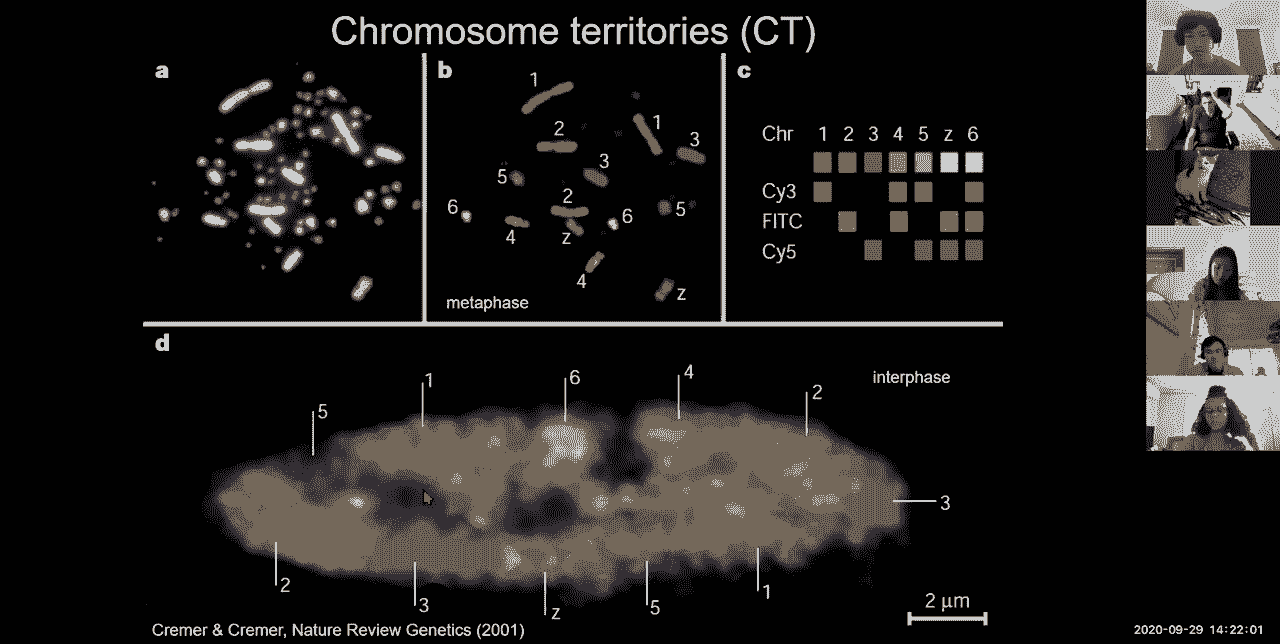 Chromosome territories (CT)
a
b
c
1
1
2
3
3
5
2
5
6
6
4
z
4
z
metaphase
Chr 1 2 3 4 5 z 6
Cy3
FITC
Cy5
d
interphase
1
6
4
2
5
3
2
3
z
5
1
2 µm
Cremer & Cremer, Nature Review Genetics (2001)
2020-09-29 14:22:01